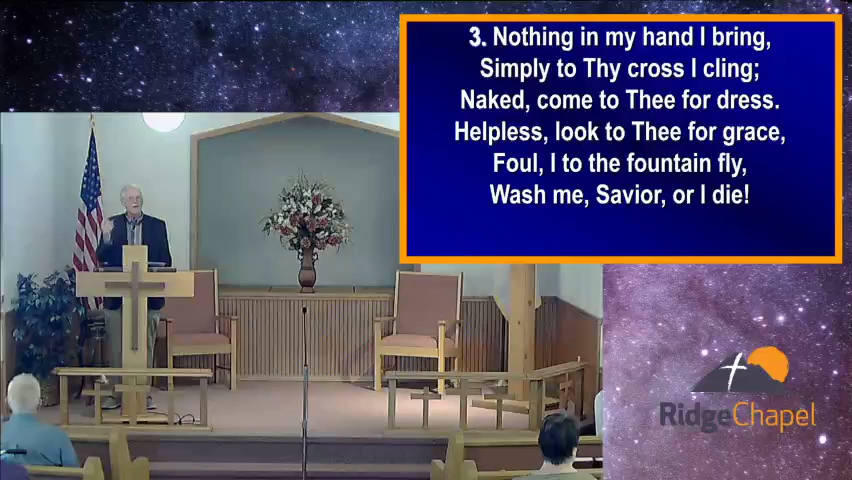 3. Nothing in my hand I bring,
Simply to Thy cross I cling;
Naked, come to Thee for dress.
Helpless, look to Thee for grace,
Foul, I to the fountain fly,
Wash me, Savior, or I die!
RidgeChapel